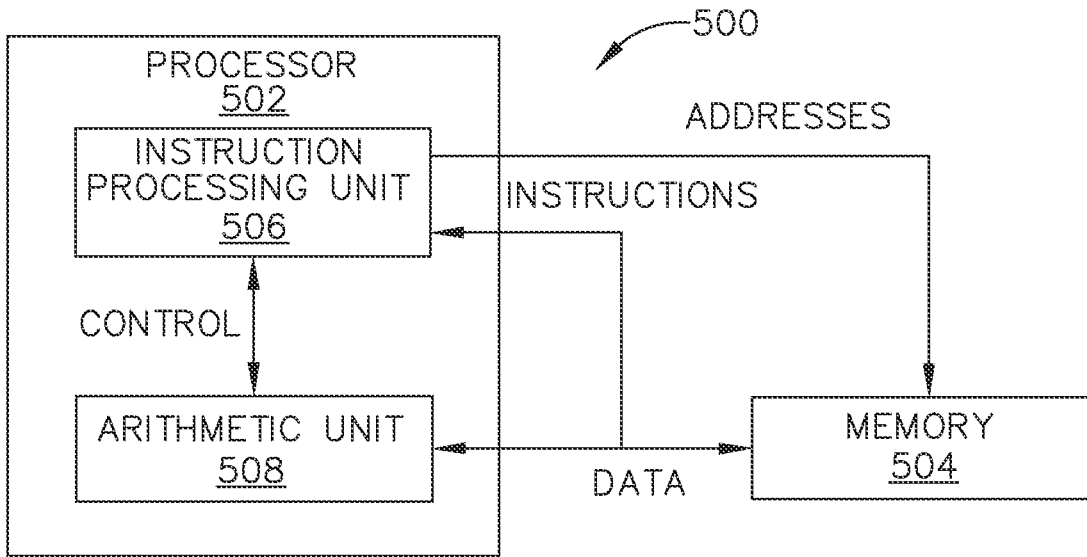 500
PROCESSOR
502
ADDRESSES
INSTRUCTION
PROCESSING UNIT
506
INSTRUCTIONS
CONTROL
ARITHMETIC UNIT
508
DATA
MEMORY
504